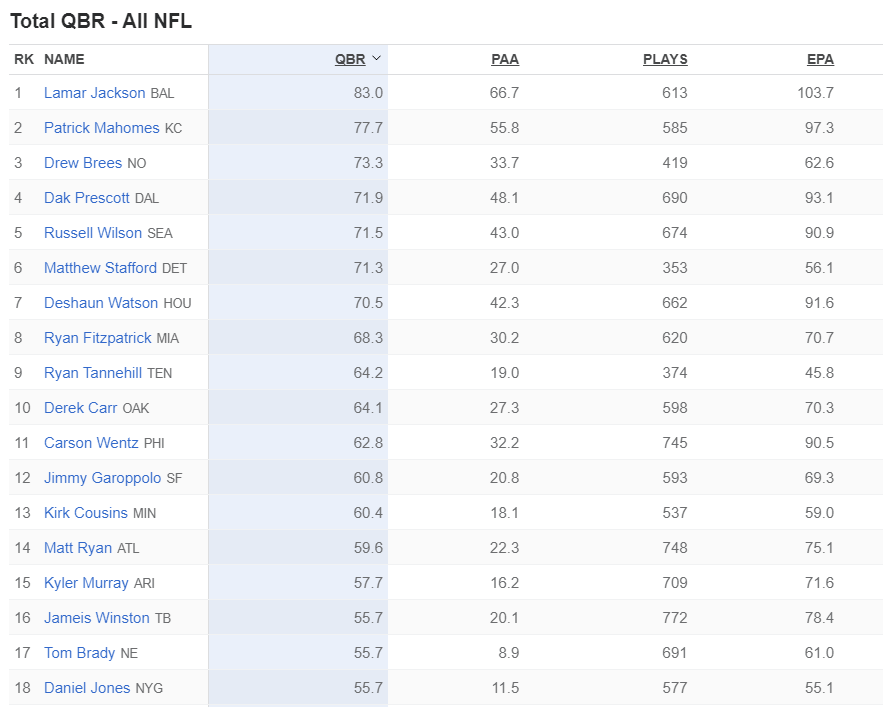 Total QBR - All NFL
RK NAME QBR PAA PLAYS EPA
1 Lamar Jackson BAL 83.0 66.7 613 103.7
2 Patrick Mahomes KC 77.7 55.8 585 97.3
3 Drew Brees NO 73.3 33.7 419 62.6
4 Dak Prescott DAL 71.9 48.1 690 93.1
5 Russell Wilson SEA 71.5 43.0 674 90.9
6 Matthew Stafford DET 71.3 27.0 353 56.1
7 Deshaun Watson HOU 70.5 42.3 662 91.6
8 Ryan Fitzpatrick MIA 68.3 30.2 620 70.7
9 Ryan Tannehill TEN 64.2 19.0 374 45.8
10 Derek Carr OAK 64.1 27.3 598 70.3
11 Carson Wentz PHI 62.8 32.2 745 90.5
12 Jimmy Garoppolo SF 60.8 20.8 593 69.3
13 Kirk Cousins MIN 60.4 18.1 537 59.0
14 Matt Ryan ATL 59.6 22.3 748 75.1
15 Kyler Murray ARI 57.7 16.2 709 71.6
16 Jameis Winston TB 55.7 20.1 772 78.4
17 Tom Brady NE 55.7 8.9 691 61.0
18 Daniel Jones NYG 55.7 11.5 577 55.1